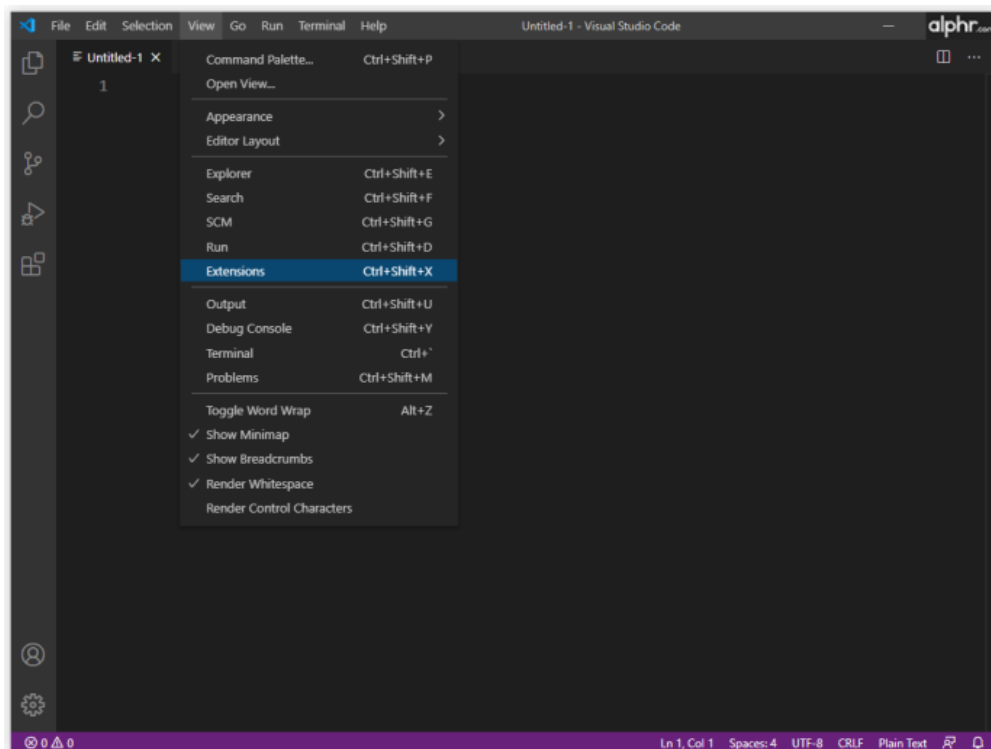 File Edit Selection View Go Run Terminal Help Untitled-1 - Visual Studio Code alphr.com
Untitled-1
1
Command Palette... Ctrl+Shift+P
Open View...
Appearance
Editor Layout
Explorer Ctrl+Shift+E
Search Ctrl+Shift+F
SCM Ctrl+Shift+G
Run Ctrl+Shift+D
Extensions Ctrl+Shift+X
Output Ctrl+Shift+U
Debug Console Ctrl+Shift+Y
Terminal Ctrl+`
Problems Ctrl+Shift+M
Toggle Word Wrap Alt+Z
Show Minimap
Show Breadcrumbs
Render Whitespace
Render Control Characters
0 0 Ln 1, Col 1 Spaces: 4 UTF-8 CRLF Plain Text